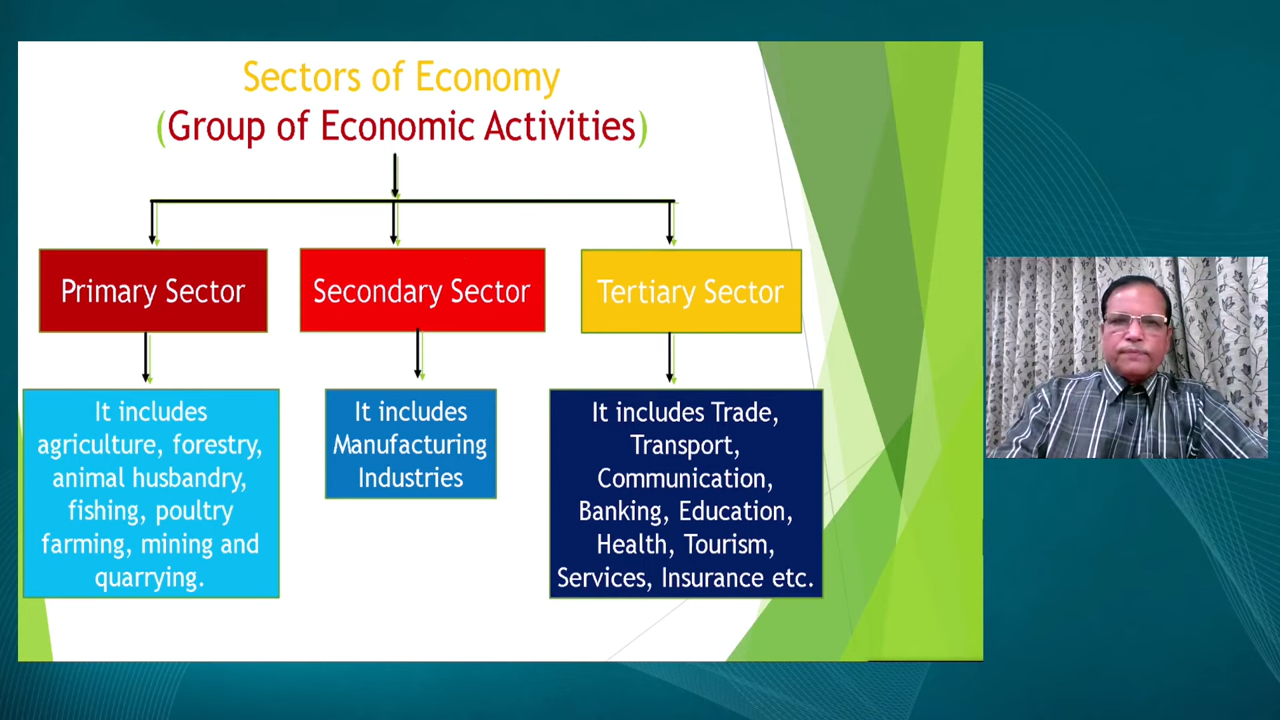 Sectors of Economy
(Group of Economic Activities)
Primary Sector
Secondary Sector
Tertiary Sector
It includes
agriculture, forestry,
animal husbandry,
fishing, poultry
farming, mining and
quarrying.
It includes
Manufacturing
Industries
It includes Trade,
Transport,
Communication,
Banking, Education,
Health, Tourism,
Services, Insurance etc.